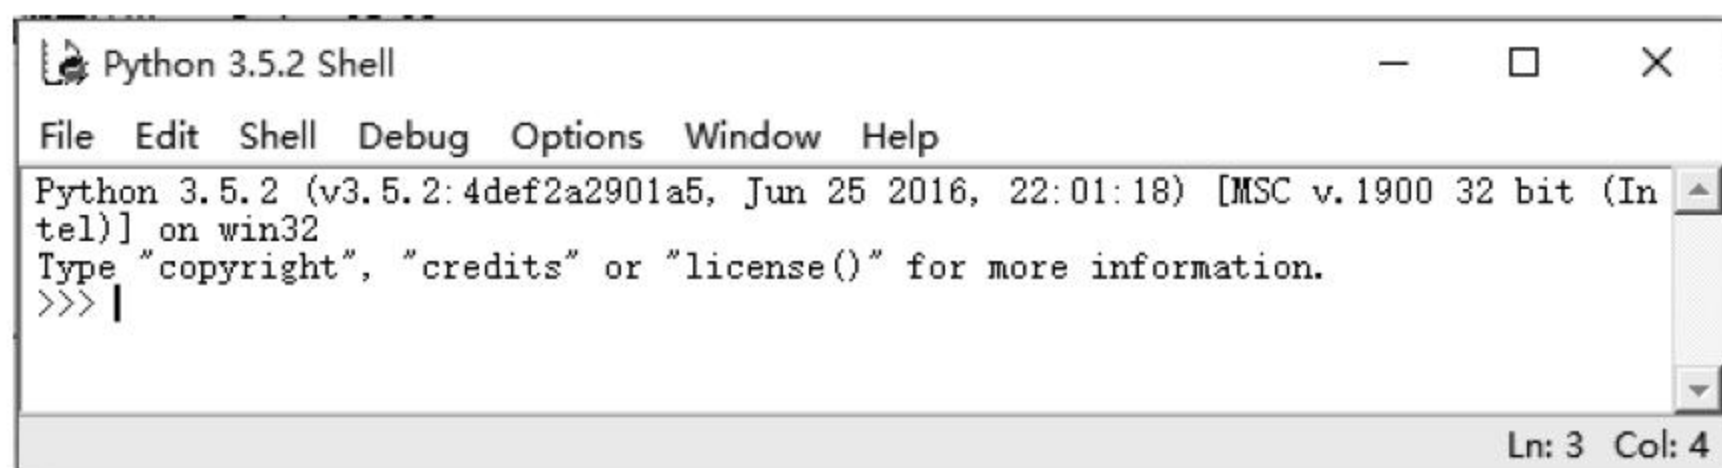 Python 3.5.2 Shell
File Edit Shell Debug Options Window Help
Python 3.5.2 (v3.5.2:4def2a2901a5, Jun 25 2016, 22:01:18) [MSC v.1900 32 bit (In
tel)] on win32
Type "copyright", "credits" or "license()" for more information.
>>>
Ln: 3 Col: 4